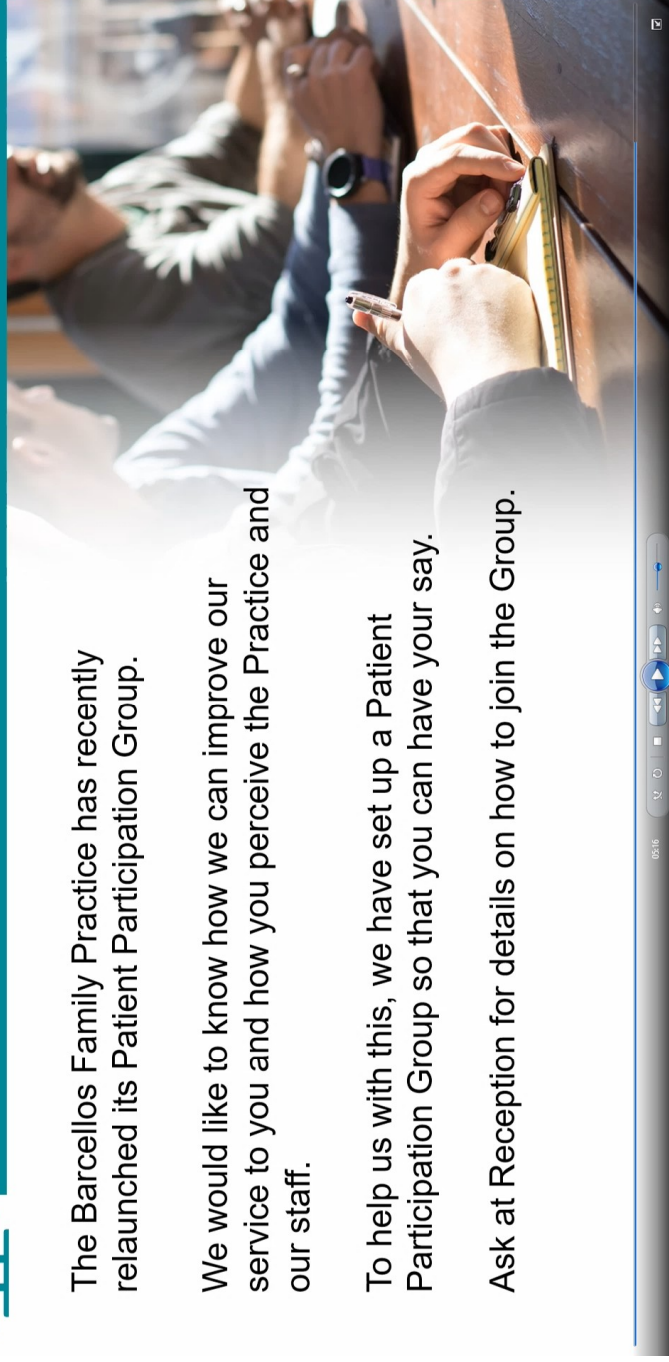 The Barcellos Family Practice has recently
relaunched its Patient Participation Group.
We would like to know how we can improve our
service to you and how you perceive the Practice and
our staff.
To help us with this, we have set up a Patient
Participation Group so that you can have your say.
Ask at Reception for details on how to join the Group.
05:16